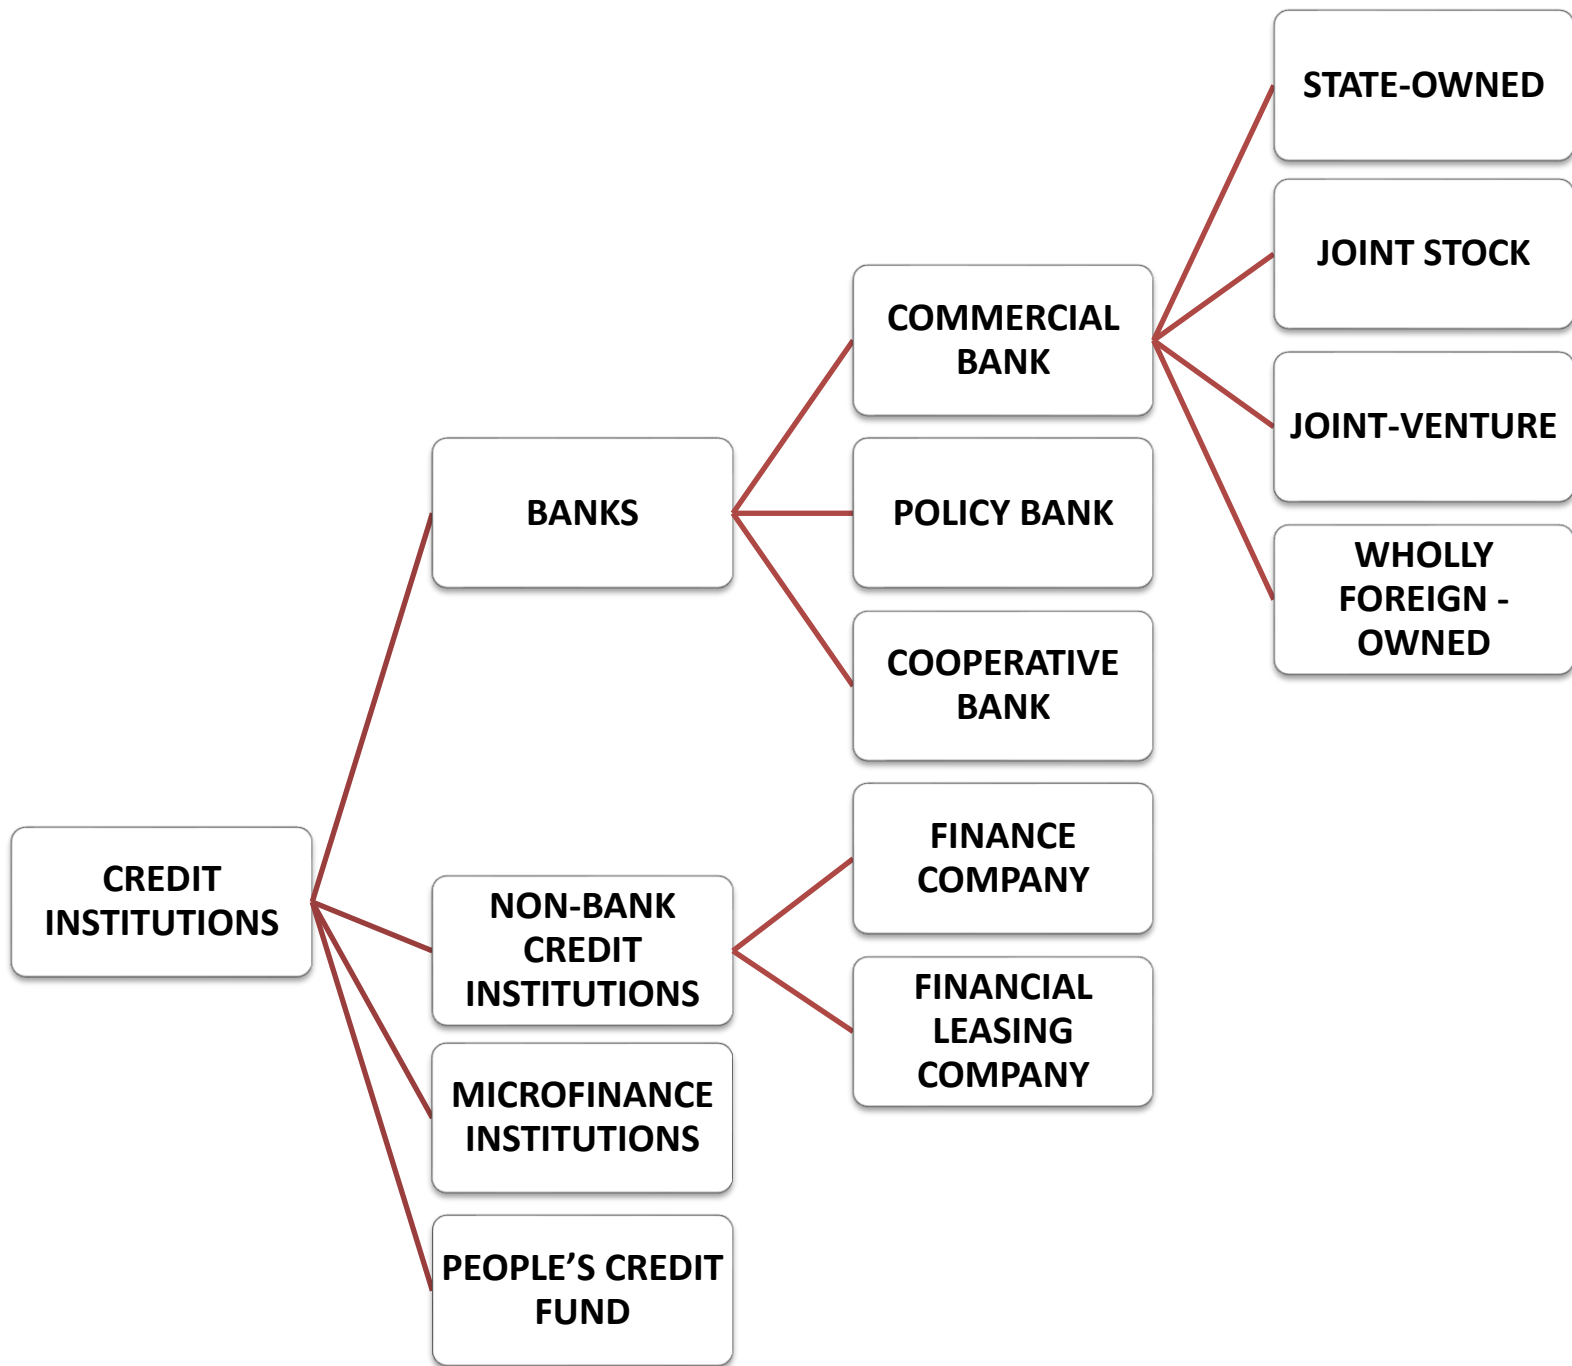 STATE-OWNED
JOINT STOCK
COMMERCIAL
BANK
JOINT-VENTURE
BANKS
POLICY BANK
WHOLLY
FOREIGN -
OWNED
COOPERATIVE
BANK
CREDIT
INSTITUTIONS
FINANCE
COMPANY
NON-BANK
CREDIT
INSTITUTIONS
FINANCIAL
LEASING
COMPANY
MICROFINANCE
INSTITUTIONS
PEOPLE’S CREDIT
FUND